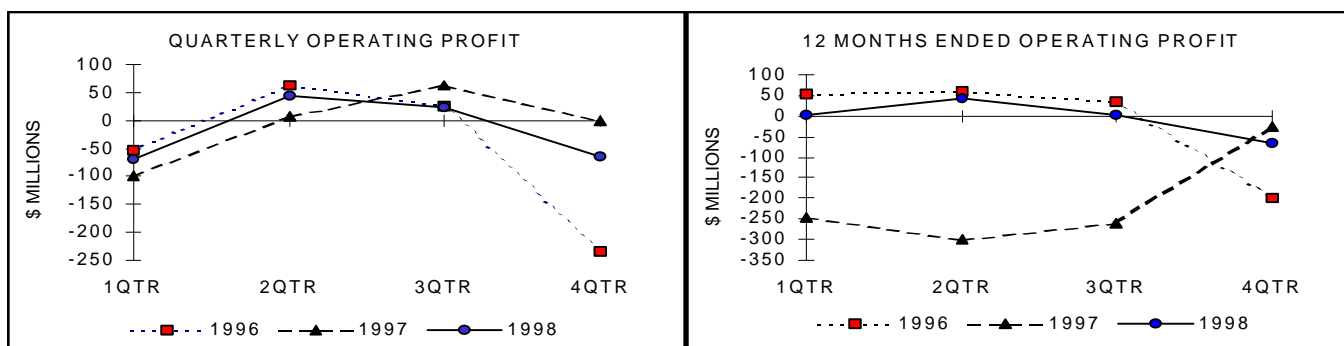 QUARTERLY OPERATING PROFIT
$ MILLIONS
100
50
0
-50
-100
-150
-200
-250
1QTR 2QTR 3QTR 4QTR
1996 1997 1998
12 MONTHS ENDED OPERATING PROFIT
$ MILLIONS
100
50
0
-50
-100
-150
-200
-250
-300
-350
1QTR 2QTR 3QTR 4QTR
1996 1997 1998